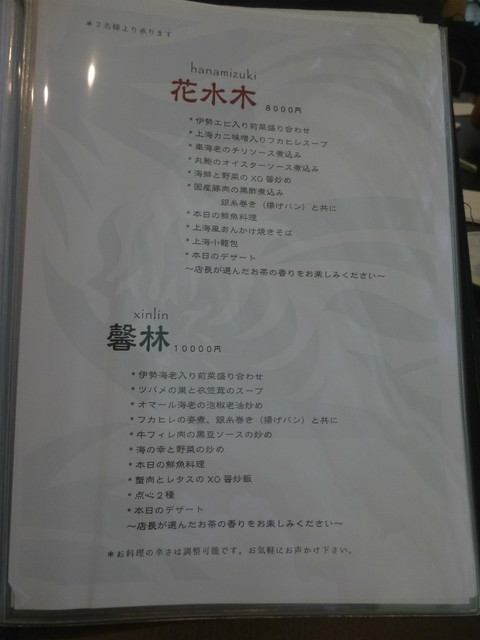 ＊２名様より承ります
hanamizuki
花水木 8000円
＊伊勢エビ入り前菜盛り合わせ
＊上海カニ味噌入りフカヒレスープ
＊車海老のチリソース煮込み
＊丸鮑のオイスターソース煮込み
＊海鮮と野菜のXO醤炒め
＊国産豚肉の黒酢煮込み
銀糸巻き（揚げパン）と共に
＊本日の鮮魚料理
＊上海風あんかけ焼きそば
＊上海小籠包
＊本日のデザート
～店長が選んだお茶の香りをお楽しみください～
xinlin
馨林 10000円
＊伊勢海老入り前菜盛り合わせ
＊ツバメの巣と衣笠茸のスープ
＊オマール海老の泡椒老油炒め
＊フカヒレの姿煮、銀糸巻き（揚げパン）と共に
＊牛フィレ肉の黒豆ソースの炒め
＊海の幸と野菜の炒め
＊本日の鮮魚料理
＊蟹肉とレタスのXO醤炒飯
＊点心２種
＊本日のデザート
～店長が選んだお茶の香りをお楽しみください～
＊お料理の辛さは調整可能です。お気軽にお声かけ下さい。